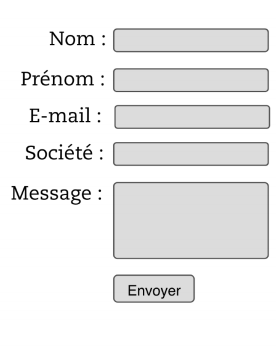 Nom :
Prénom :
E-mail :
Société :
Message :
Envoyer